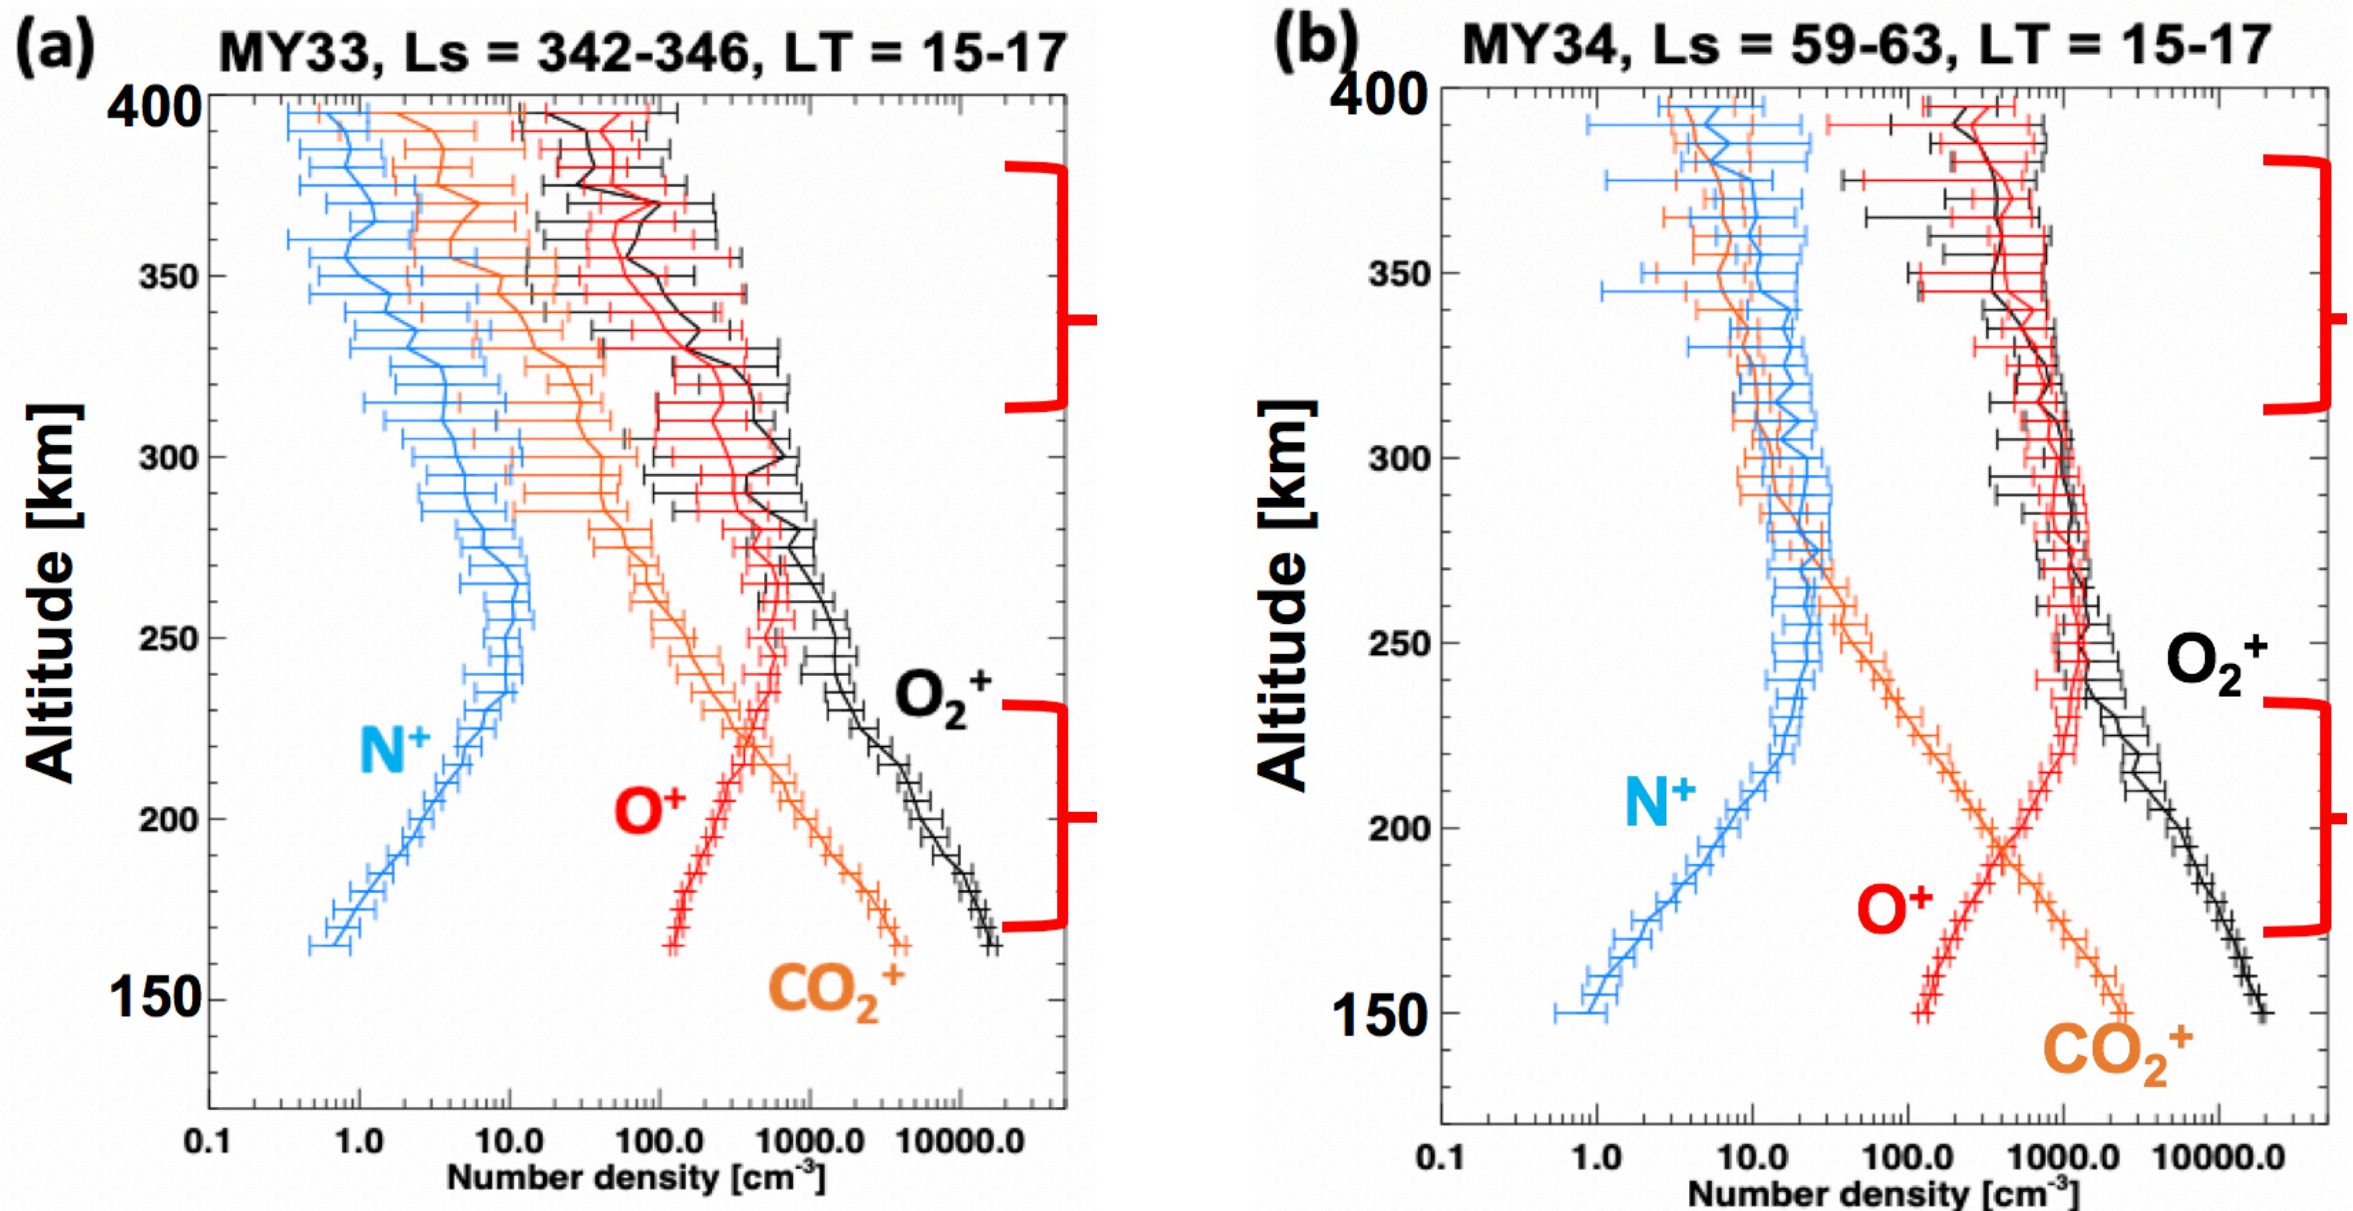 (a) MY33, Ls = 342-346, LT = 15-17
400
350
300
250
200
150
Altitude [km]
N⁺
O⁺
O₂⁺
CO₂⁺
0.1 1.0 10.0 100.0 1000.0 10000.0
Number density [cm⁻³]
(b) MY34, Ls = 59-63, LT = 15-17
400
350
300
250
200
150
Altitude [km]
O₂⁺
N⁺
O⁺
CO₂⁺
0.1 1.0 10.0 100.0 1000.0 10000.0
Number density [cm⁻³]